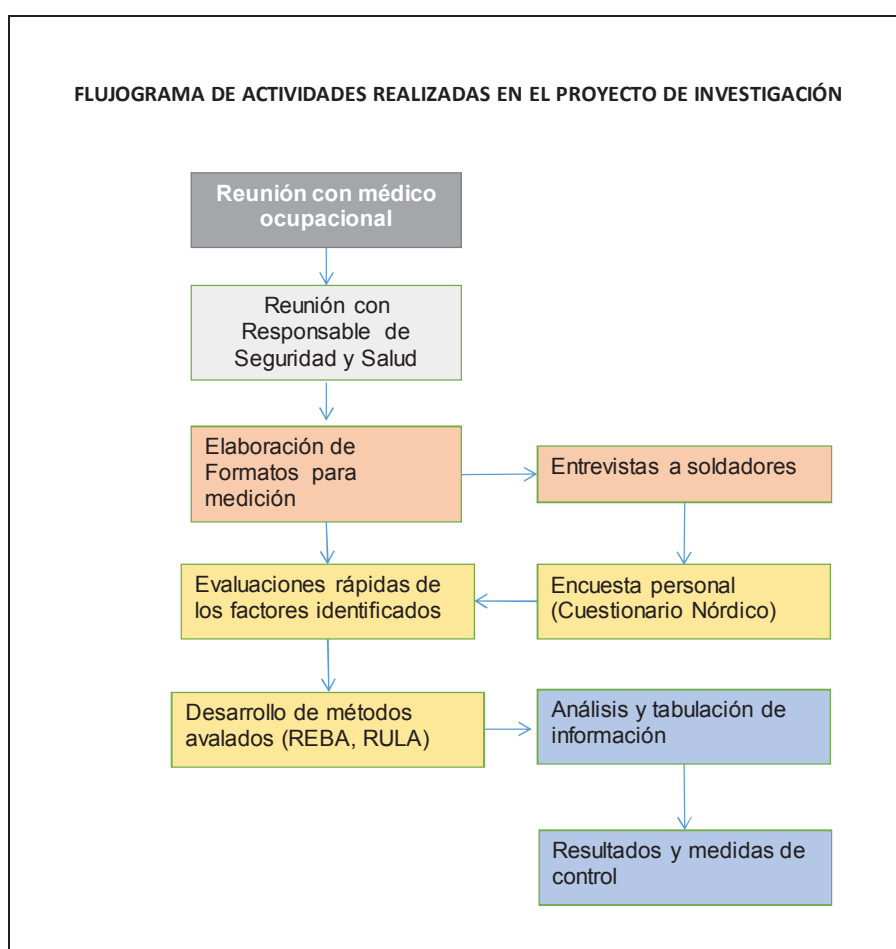 FLUJOGRAMA DE ACTIVIDADES REALIZADAS EN EL PROYECTO DE INVESTIGACIÓN
Reunión con médico
ocupacional
Reunión con
Responsable de
Seguridad y Salud
Elaboración de
Formatos para
medición
Entrevistas a soldadores
Evaluaciones rápidas de
los factores identificados
Encuesta personal
(Cuestionario Nórdico)
Desarrollo de métodos
avalados (REBA, RULA)
Análisis y tabulación de
información
Resultados y medidas de
control